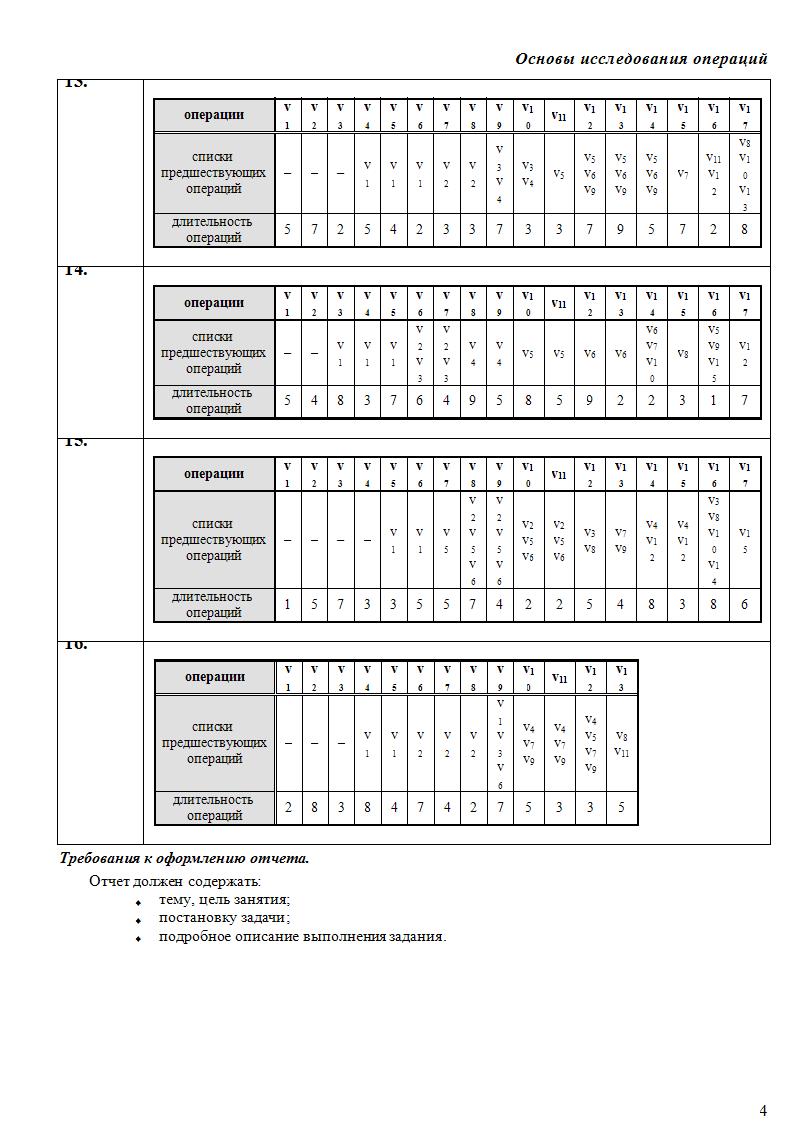 Основы исследования операций
13.
операции v1 v2 v3 v4 v5 v6 v7 v8 v9 v10 v11 v12 v13 v14 v15 v16 v17
списки предшествующих операций – – – v1 v1 v1 v2 v2 v3 v4 v3 v4 v5 v5 v6 v9 v5 v6 v9 v5 v6 v9 v7 v11 v12 v8 v10 v13
длительность операций 5 7 2 5 4 2 3 3 7 3 3 7 9 5 7 2 8
14.
операции v1 v2 v3 v4 v5 v6 v7 v8 v9 v10 v11 v12 v13 v14 v15 v16 v17
списки предшествующих операций – – v1 v1 v1 v2 v3 v2 v3 v4 v4 v5 v5 v6 v6 v6 v7 v10 v8 v5 v9 v15 v12
длительность операций 5 4 8 3 7 6 4 9 5 8 5 9 2 2 3 1 7
15.
операции v1 v2 v3 v4 v5 v6 v7 v8 v9 v10 v11 v12 v13 v14 v15 v16 v17
списки предшествующих операций – – – – v1 v1 v5 v2 v5 v6 v2 v5 v6 v2 v5 v6 v2 v5 v6 v3 v8 v7 v9 v4 v12 v4 v12 v3 v8 v10 v14 v15
длительность операций 1 5 7 3 3 5 5 7 4 2 2 5 4 8 3 8 6
16.
операции v1 v2 v3 v4 v5 v6 v7 v8 v9 v10 v11 v12 v13
списки предшествующих операций – – – v1 v1 v2 v2 v2 v1 v3 v6 v4 v7 v9 v4 v7 v9 v4 v5 v7 v9 v8 v11
длительность операций 2 8 3 8 4 7 4 2 7 5 3 3 5
Требования к оформлению отчета.
Отчет должен содержать:
тему, цель занятия;
постановку задачи;
подробное описание выполнения задания.
4